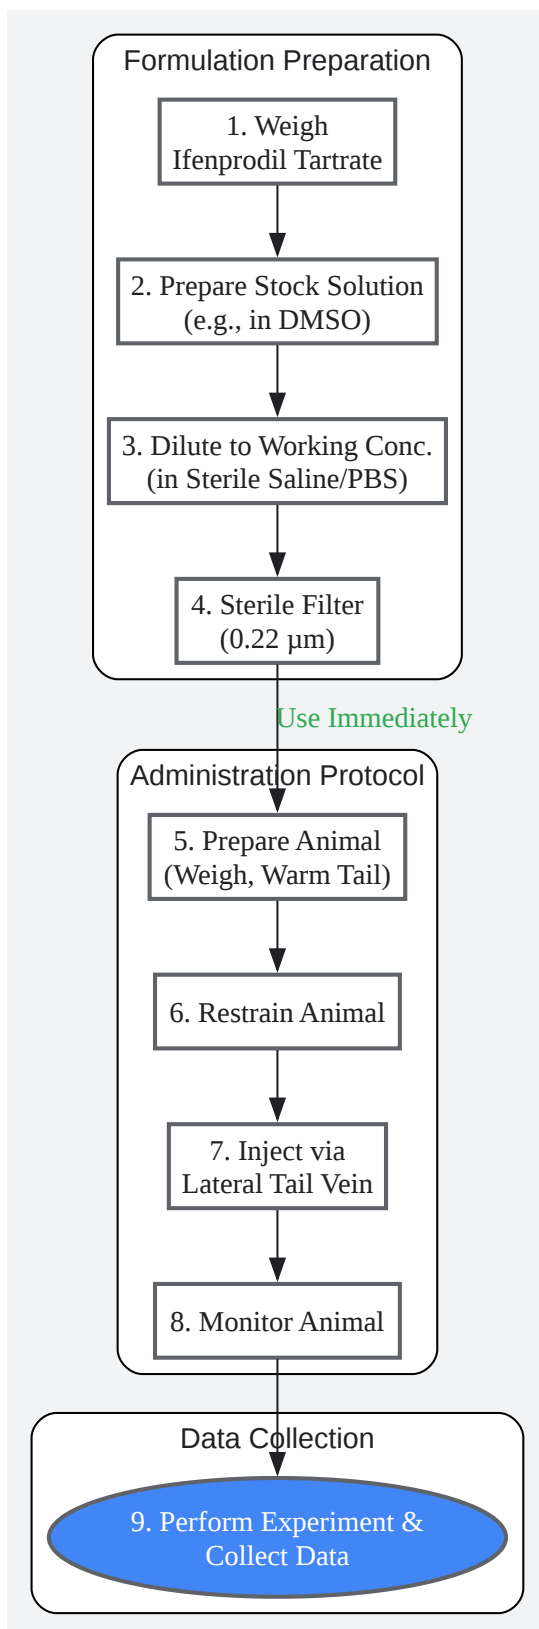 Formulation Preparation
1. Weigh
Ifenprodil Tartrate
2. Prepare Stock Solution
(e.g., in DMSO)
3. Dilute to Working Conc.
(in Sterile Saline/PBS)
4. Sterile Filter
(0.22 µm)
Use Immediately
Administration Protocol
5. Prepare Animal
(Weigh, Warm Tail)
6. Restrain Animal
7. Inject via
Lateral Tail Vein
8. Monitor Animal
Data Collection
9. Perform Experiment &
Collect Data